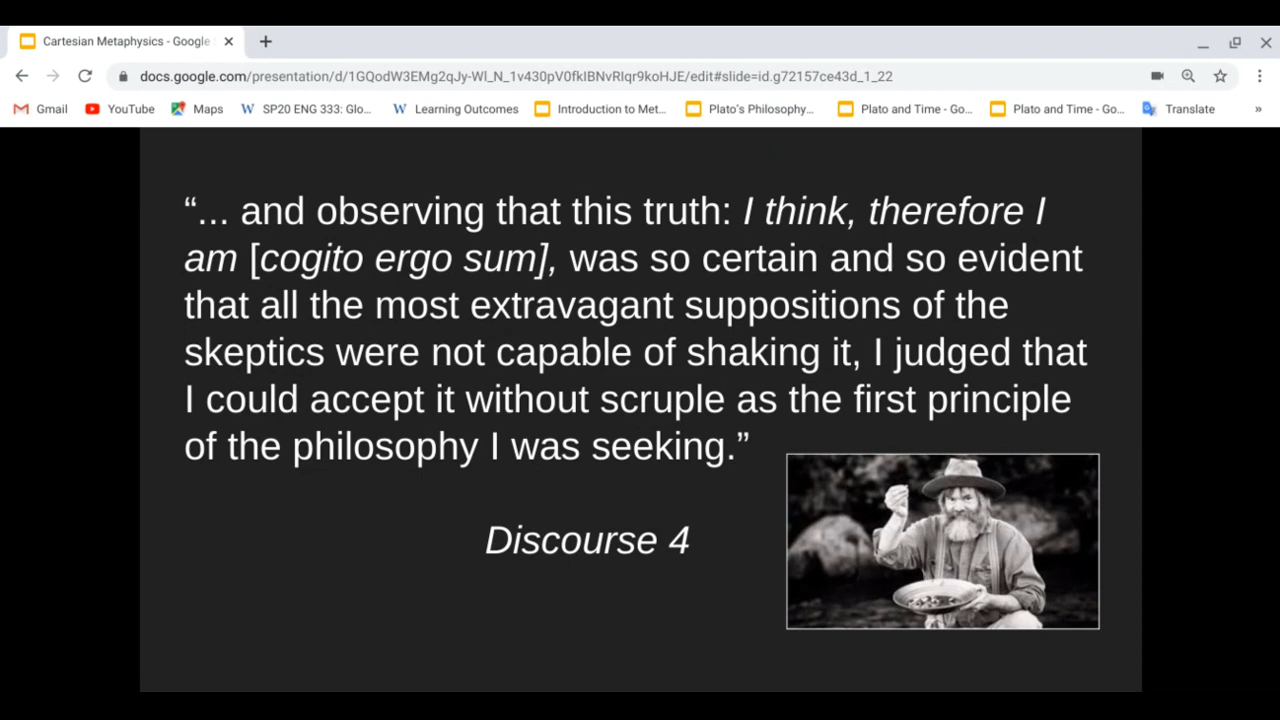 Cartesian Metaphysics - Google
docs.google.com/presentation/d/1GQodW3EMg2qJy-Wl_N_1v430pV0fkIBNvRIqr9koHJE/edit#slide=id.g72157ce43d_1_22
Gmail YouTube Maps SP20 ENG 333: Glo... Learning Outcomes Introduction to Met... Plato's Philosophy... Plato and Time - Go... Plato and Time - Go... Translate »
“... and observing that this truth: I think, therefore I
am [cogito ergo sum], was so certain and so evident
that all the most extravagant suppositions of the
skeptics were not capable of shaking it, I judged that
I could accept it without scruple as the first principle
of the philosophy I was seeking.”
Discourse 4